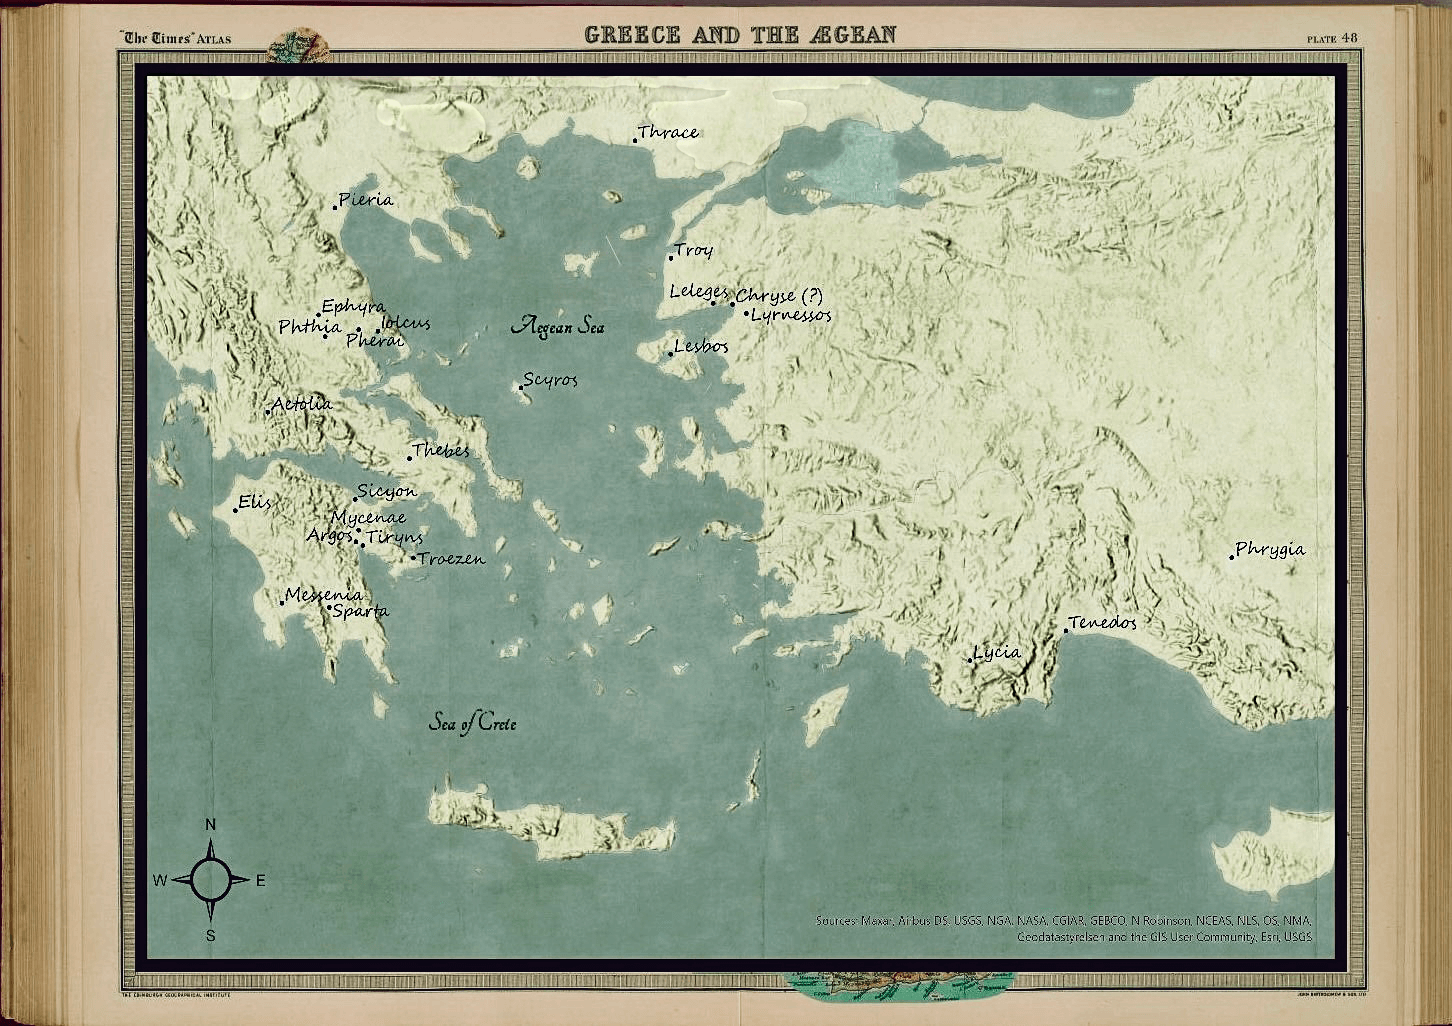 "The Times" ATLAS
GREECE AND THE ÆGEAN
PLATE 48
Thrace
Pieria
Troy
Leleges
Chryse (?)
Lyrnessos
Ephyra
Iolcus
Phthia
Pherai
Aegean Sea
Lesbos
Scyros
Aetolia
Thebes
Sicyon
Elis
Mycenae
Argos
Tiryns
Troezen
Phrygia
Messenia
Sparta
Tenedos
Lycia
Sea of Crete
N
W
E
S
Sources: Maxar, Airbus DS, USGS, NGA, NASA, CGIAR, GEBCO, N Robinson, NCEAS, NLS, OS, NMA,
Geodatastyrelsen and the GIS User Community, Esri, USGS
THE EDINBURGH GEOGRAPHICAL INSTITUTE
JOHN BARTHOLOMEW & SON, LTD